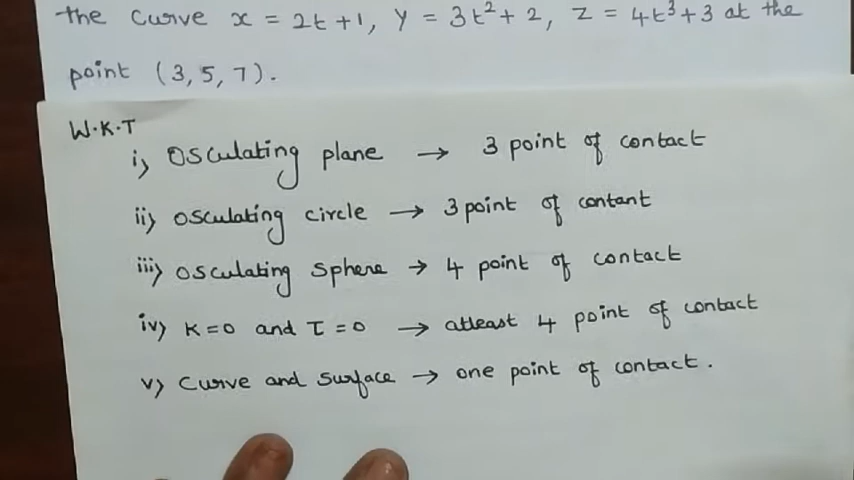 the curve x = 2t+1, y = 3t²+2, z = 4t³+3 at the
point (3, 5, 7).
W.K.T
i) Osculating plane → 3 point of contact
ii) osculating circle → 3 point of contant
iii) osculating sphere → 4 point of contact
iv) K=0 and τ=0 → atleast 4 point of contact
v) Curve and surface → one point of contact.